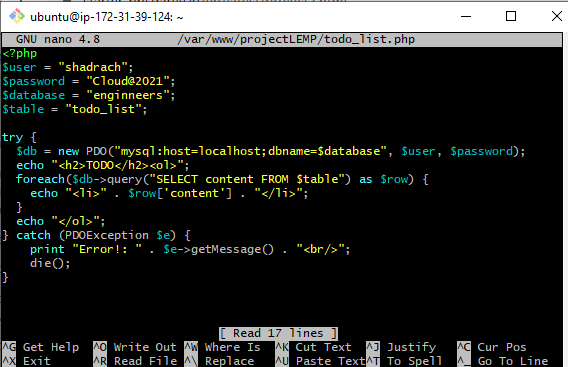 ubuntu@ip-172-31-39-124: ~
GNU nano 4.8 /var/www/projectLEMP/todo_list.php
<?php
$user = "shadrach";
$password = "Cloud@2021";
$database = "enginneers";
$table = "todo_list";

try {
  $db = new PDO("mysql:host=localhost;dbname=$database", $user, $password);
  echo "<h2>TODO</h2><ol>";
  foreach($db->query("SELECT content FROM $table") as $row) {
    echo "<li>" . $row['content'] . "</li>";
  }
  echo "</ol>";
} catch (PDOException $e) {
    print "Error!: " . $e->getMessage() . "<br/>";
    die();
}
[ Read 17 lines ]
^G Get Help ^O Write Out ^W Where Is ^K Cut Text ^J Justify ^C Cur Pos
^X Exit ^R Read File ^\ Replace ^U Paste Text ^T To Spell ^_ Go To Line